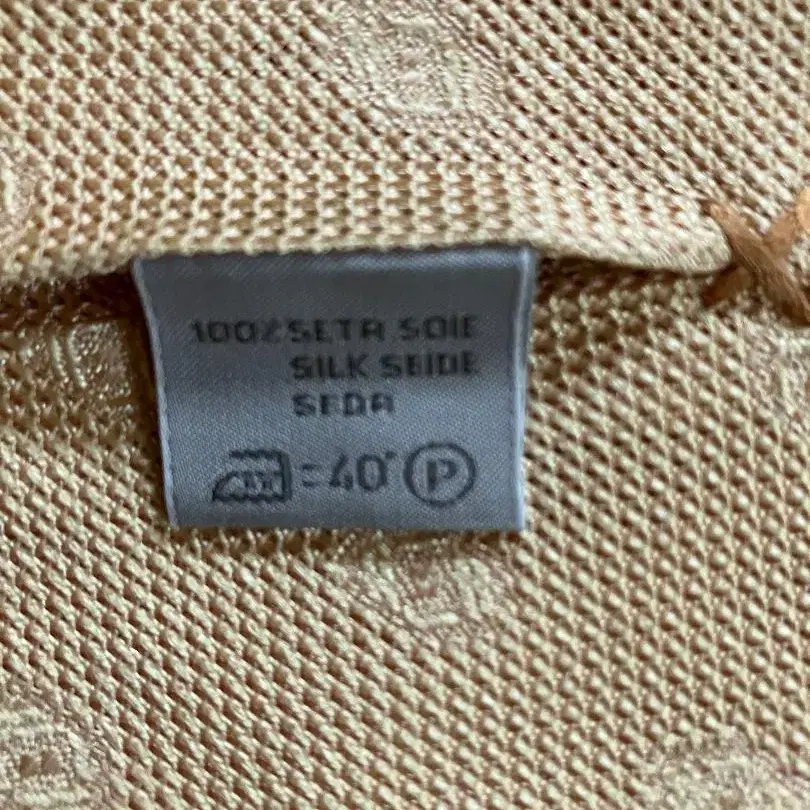 100%SETA SOIE
SILK SEIDE
SEDA
=40° P